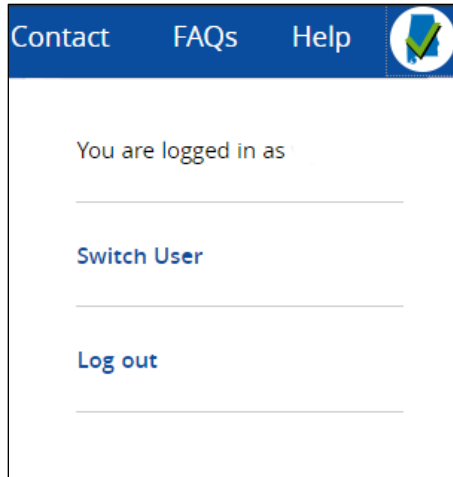 Contact FAQs Help
You are logged in as
Switch User
Log out